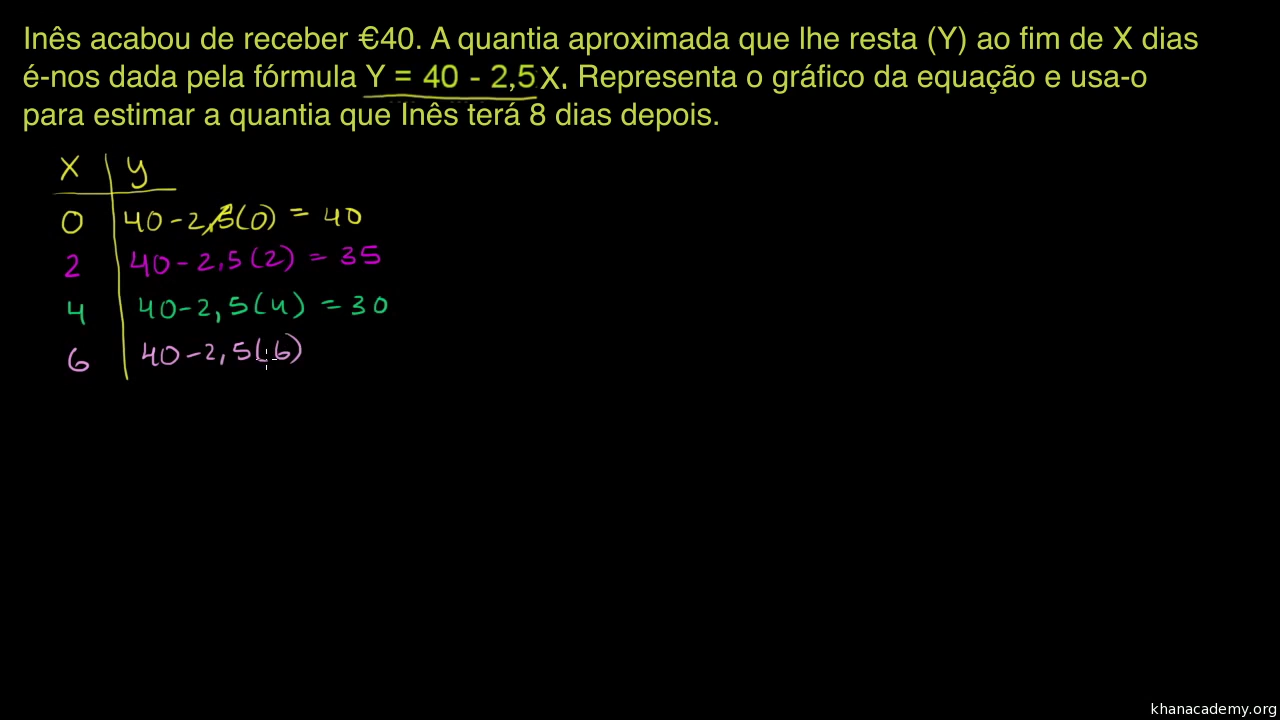 Inês acabou de receber €40. A quantia aproximada que lhe resta (Y) ao fim de X dias
é-nos dada pela fórmula Y = 40 - 2,5X. Representa o gráfico da equação e usa-o
para estimar a quantia que Inês terá 8 dias depois.
x y
0 40-2,5(0) = 40
2 40-2,5(2) = 35
4 40-2,5(4) = 30
6 40-2,5(6)
khanacademy.org